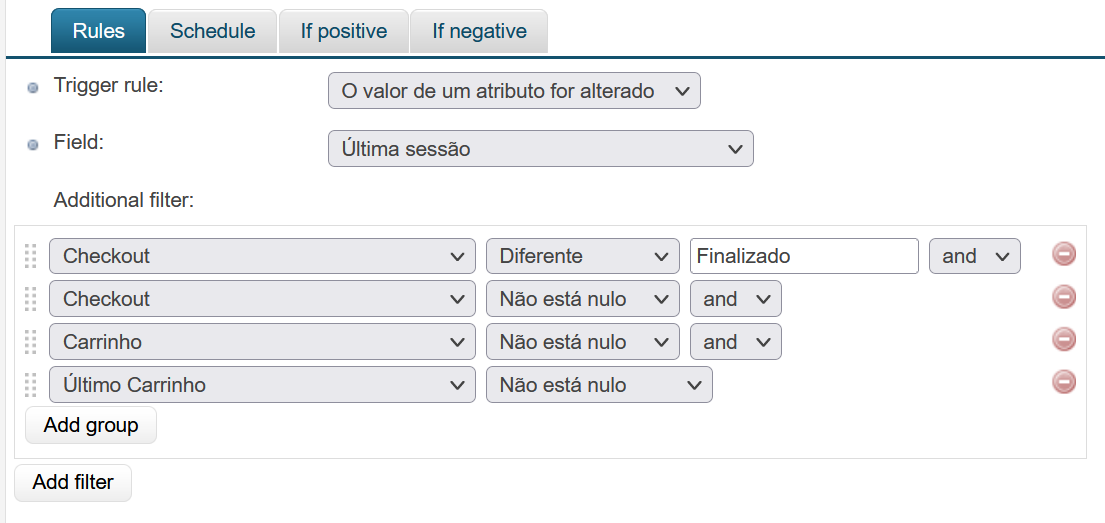 Rules Schedule If positive If negative
Trigger rule: O valor de um atributo for alterado
Field: Última sessão
Additional filter:
Checkout Diferente Finalizado and
Checkout Não está nulo and
Carrinho Não está nulo and
Último Carrinho Não está nulo
Add group
Add filter